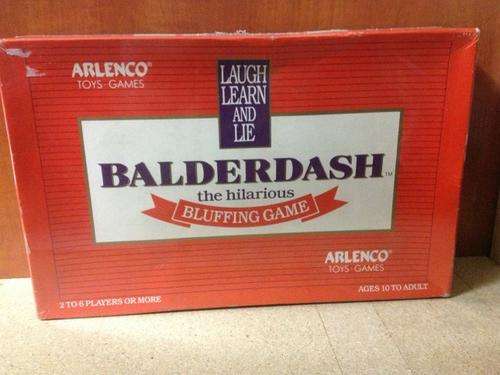 ARLENCO®
TOYS GAMES
LAUGH
LEARN
AND
LIE
BALDERDASH™
the hilarious
BLUFFING GAME
ARLENCO®
TOYS GAMES
2 TO 6 PLAYERS OR MORE
AGES 10 TO ADULT